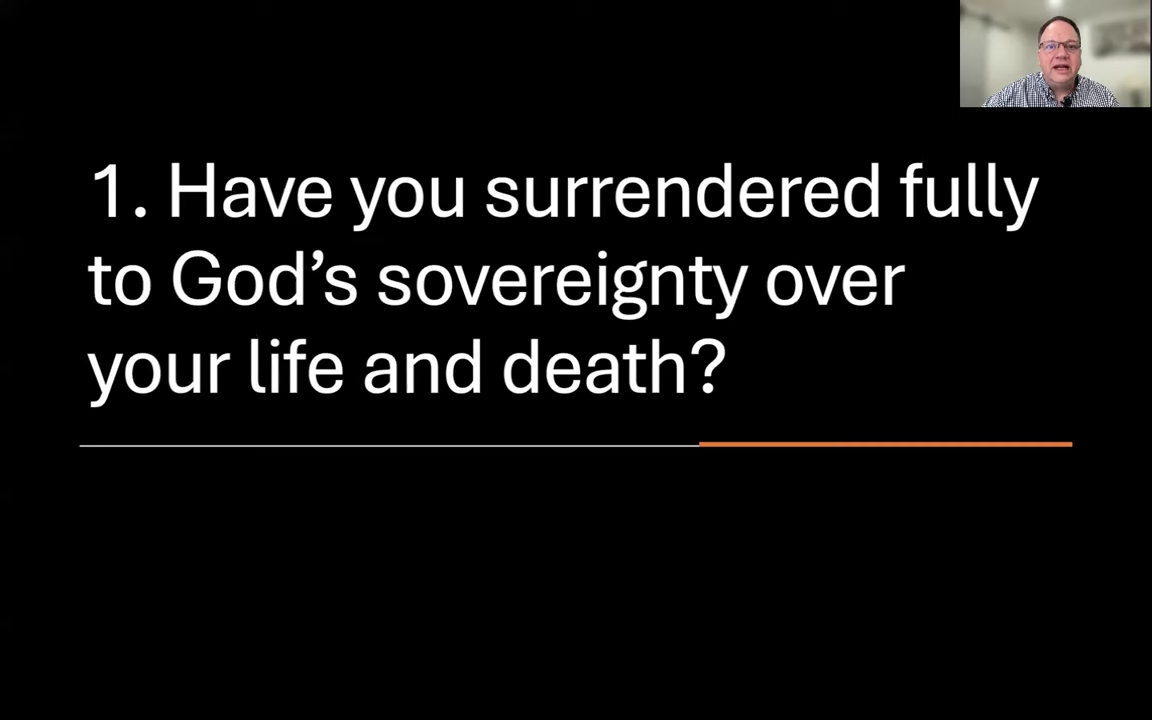 1. Have you surrendered fully
to God’s sovereignty over
your life and death?